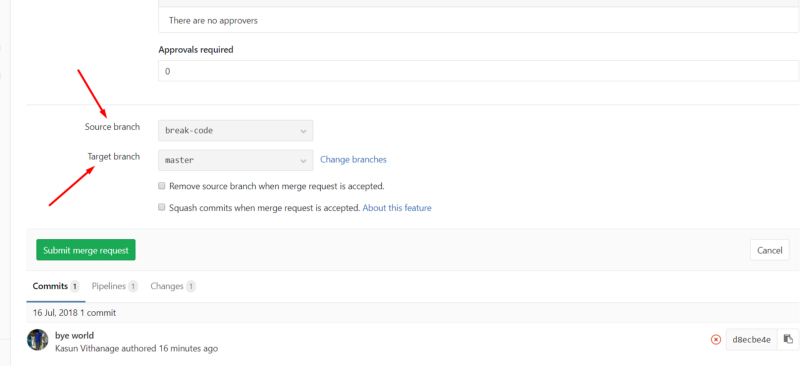 There are no approvers
Approvals required
0
Source branch
break-code
Target branch
master
Change branches
Remove source branch when merge request is accepted.
Squash commits when merge request is accepted. About this feature
Submit merge request
Cancel
Commits 1 Pipelines 1 Changes 1
16 Jul, 2018 1 commit
bye world
Kasun Vithanage authored 16 minutes ago
d8ecbe4e